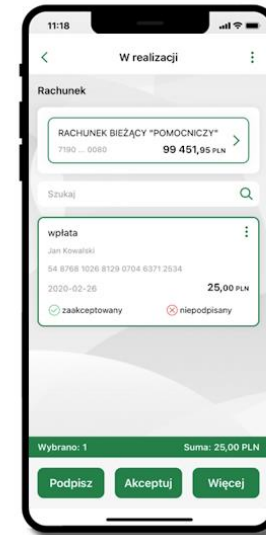 11:18
W realizacji
Rachunek
RACHUNEK BIEŻĄCY "POMOCNICZY"
7190 ... 0080 99 451,95 PLN
Szukaj
wpłata
Jan Kowalski
54 8768 1026 8129 0704 6371 2534
2020-02-26 25,00 PLN
zaakceptowany niepodpisany
Wybrano: 1 Suma: 25,00 PLN
Podpisz Akceptuj Więcej